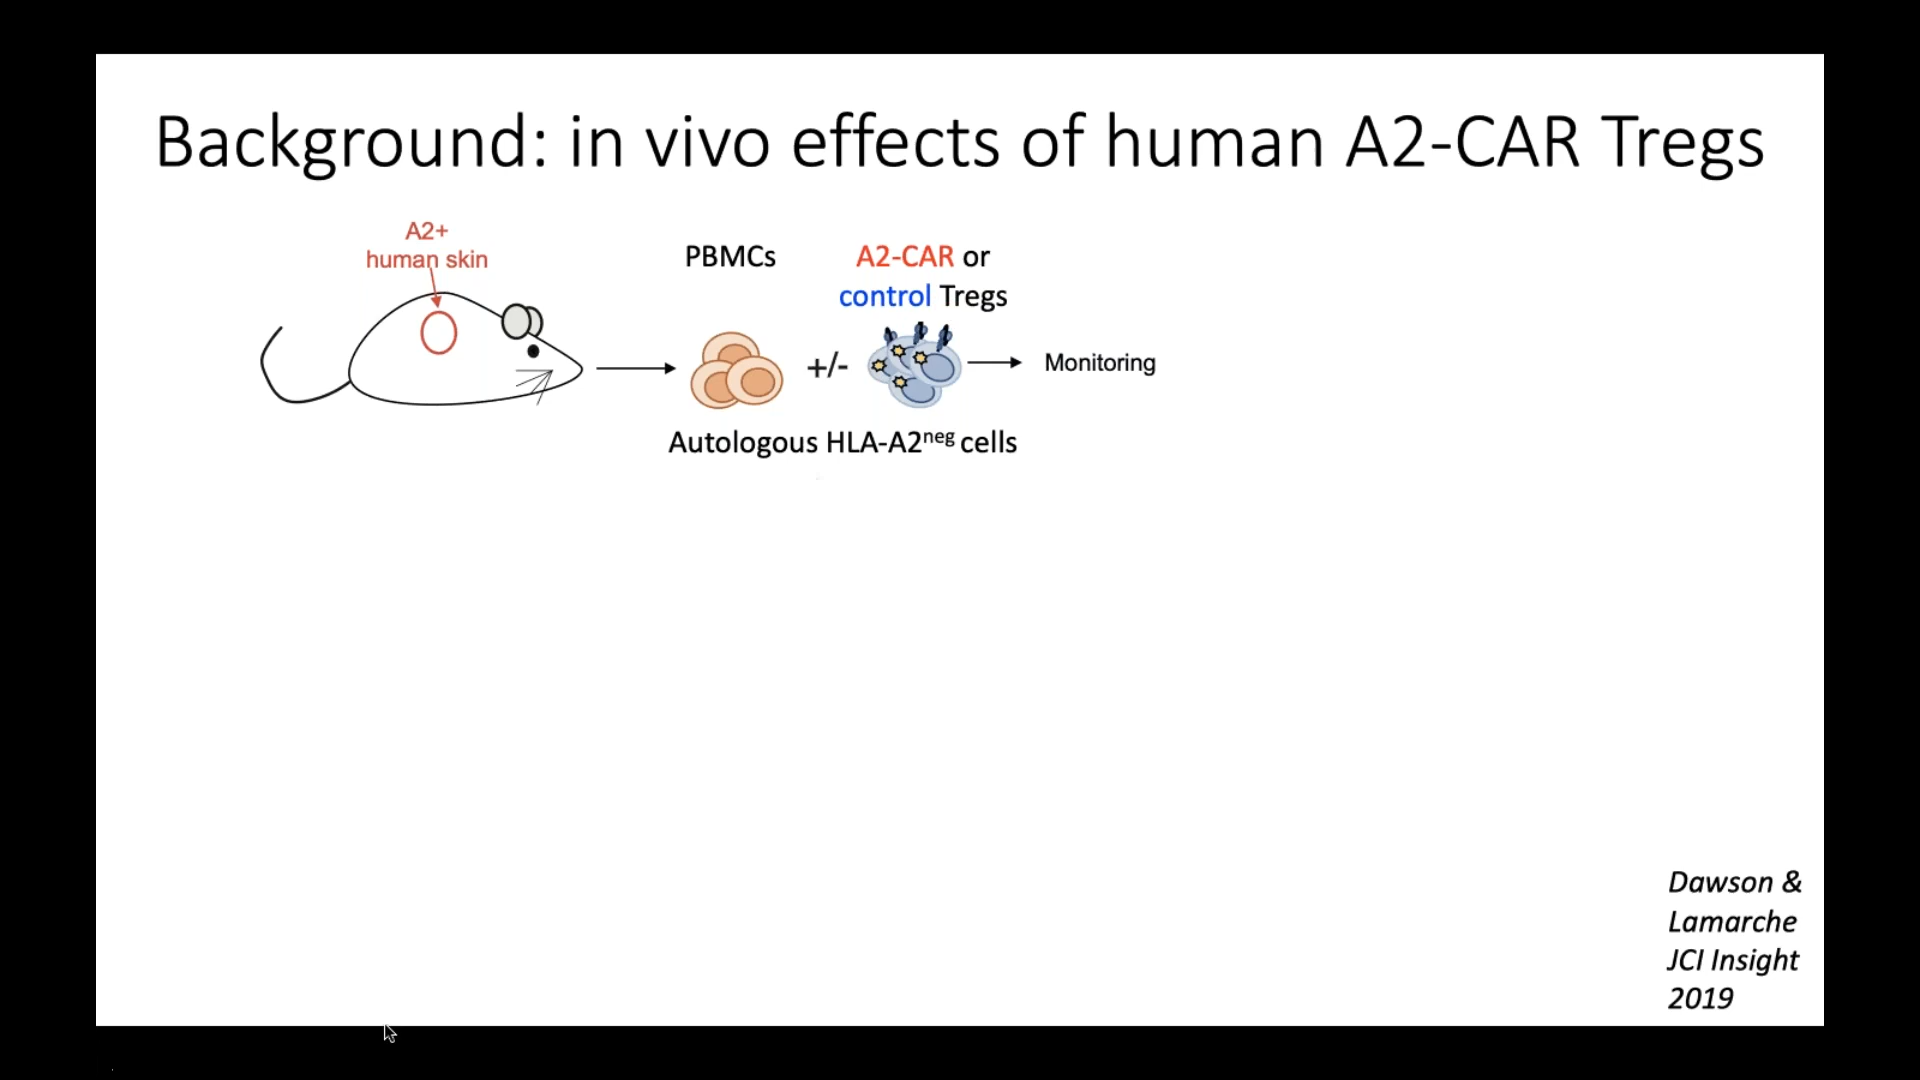 Background: in vivo effects of human A2-CAR Tregs
A2+
human skin
PBMCs
A2-CAR or
control Tregs
+/-
Monitoring
Autologous HLA-A2ⁿᵉᵍ cells
Dawson &
Lamarche
JCI Insight
2019